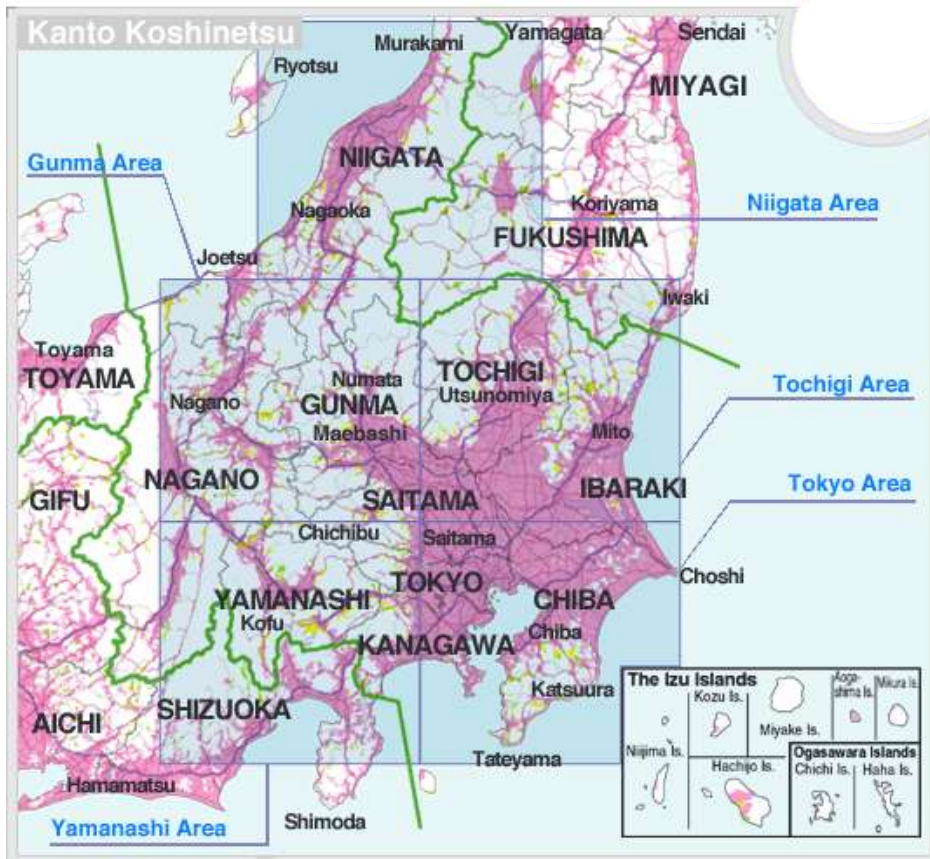 Kanto Koshinetsu
Murakami
Yamagata
Sendai
Ryotsu
MIYAGI
NIIGATA
Gunma Area
Nagaoka
Koriyama
Niigata Area
FUKUSHIMA
Joetsu
Iwaki
Toyama
TOYAMA
Numata
TOCHIGI
Utsunomiya
Tochigi Area
Nagano
GUNMA
Maebashi
Mito
NAGANO
GIFU
SAITAMA
IBARAKI
Tokyo Area
Chichibu
Saitama
Choshi
TOKYO
YAMANASHI
CHIBA
Kofu
Chiba
KANAGAWA
Katsuura
AICHI
SHIZUOKA
Tateyama
Hamamatsu
Shimoda
Yamanashi Area
The Izu Islands
Kozu Is.
Miyake Is.
Aoga-
shima Is.
Mikura Is.
Niijima Is.
Hachijo Is.
Ogasawara Islands
Chichi Is.
Haha Is.